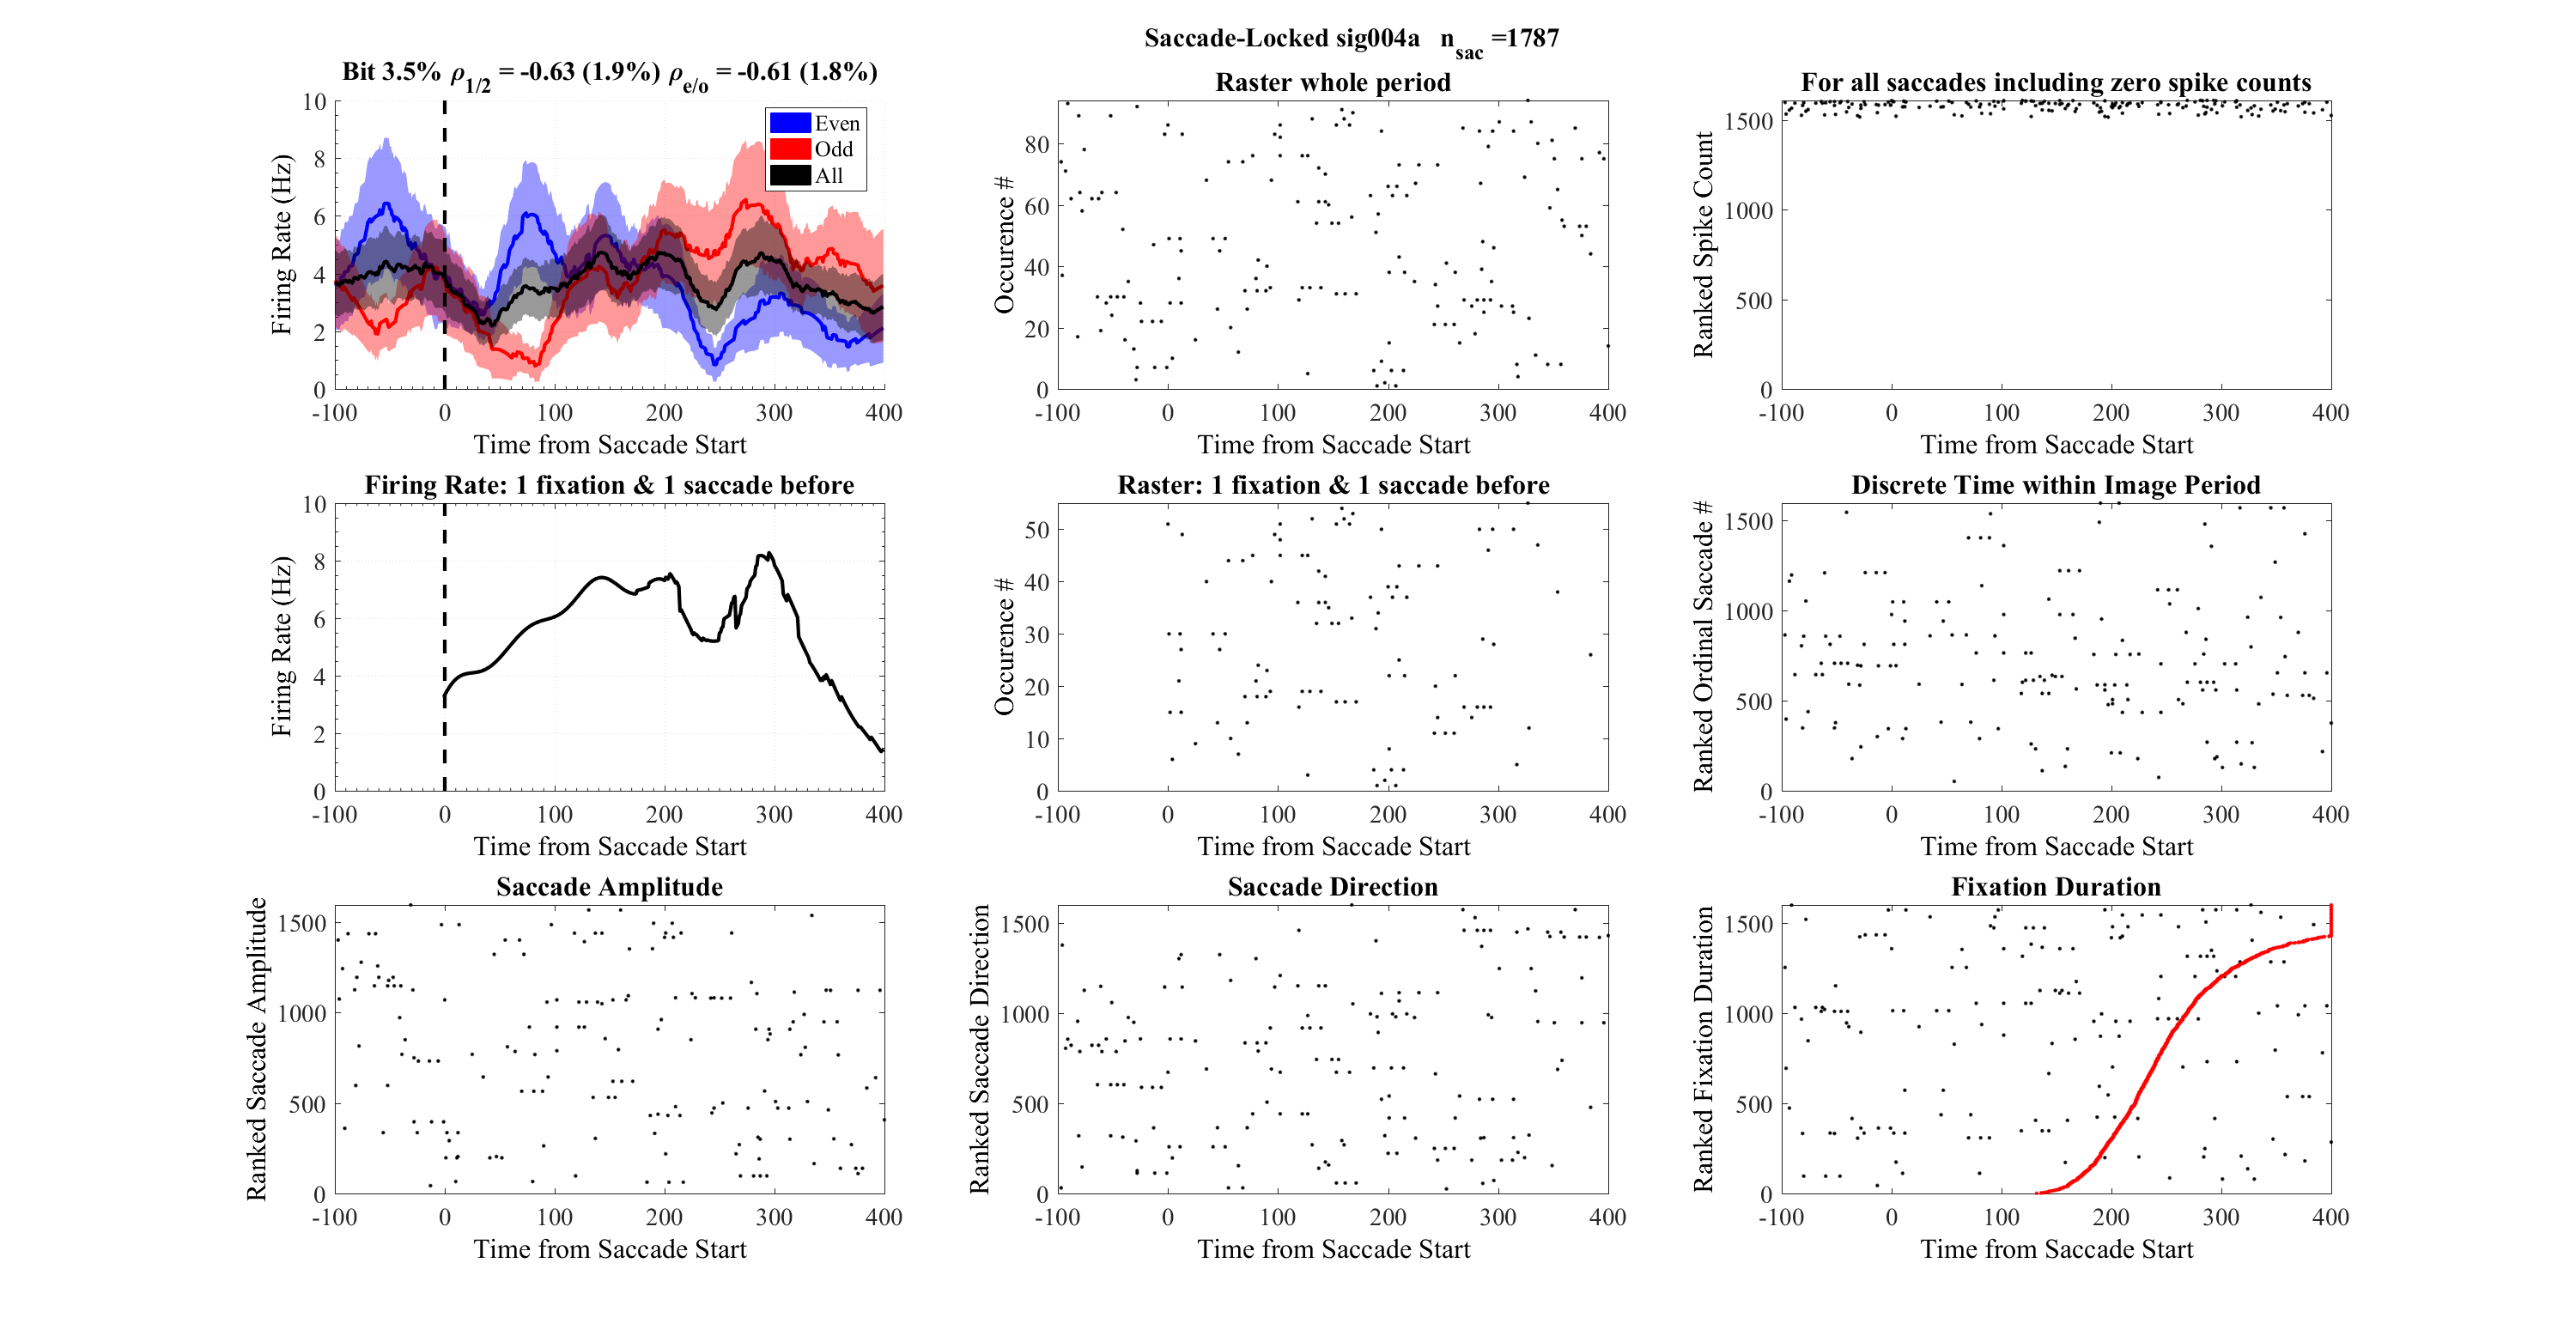 Saccade-Locked sig004a n_sac =1787
Bit 3.5% ρ_1/2 = -0.63 (1.9%) ρ_e/o = -0.61 (1.8%)
Firing Rate (Hz)
10
8
6
4
2
0
Even
Odd
All
-100 0 100 200 300 400
Time from Saccade Start
Raster whole period
Occurence #
80
60
40
20
0
-100 0 100 200 300 400
Time from Saccade Start
For all saccades including zero spike counts
Ranked Spike Count
1500
1000
500
0
-100 0 100 200 300 400
Time from Saccade Start
Firing Rate: 1 fixation & 1 saccade before
Firing Rate (Hz)
10
8
6
4
2
0
-100 0 100 200 300 400
Time from Saccade Start
Raster: 1 fixation & 1 saccade before
Occurence #
50
40
30
20
10
0
-100 0 100 200 300 400
Time from Saccade Start
Discrete Time within Image Period
Ranked Ordinal Saccade #
1500
1000
500
0
-100 0 100 200 300 400
Time from Saccade Start
Saccade Amplitude
Ranked Saccade Amplitude
1500
1000
500
0
-100 0 100 200 300 400
Time from Saccade Start
Saccade Direction
Ranked Saccade Direction
1500
1000
500
0
-100 0 100 200 300 400
Time from Saccade Start
Fixation Duration
Ranked Fixation Duration
1500
1000
500
0
-100 0 100 200 300 400
Time from Saccade Start